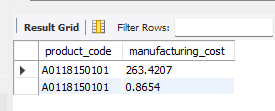 Result Grid Filter Rows:
product_code manufacturing_cost
A0118150101 263.4207
A0118150101 0.8654